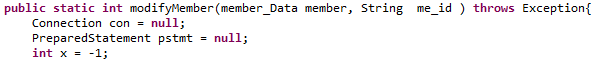 public static int modifyMember(member_Data member, String  me_id ) throws Exception{
    Connection con = null;
    PreparedStatement pstmt = null;
    int x = -1;